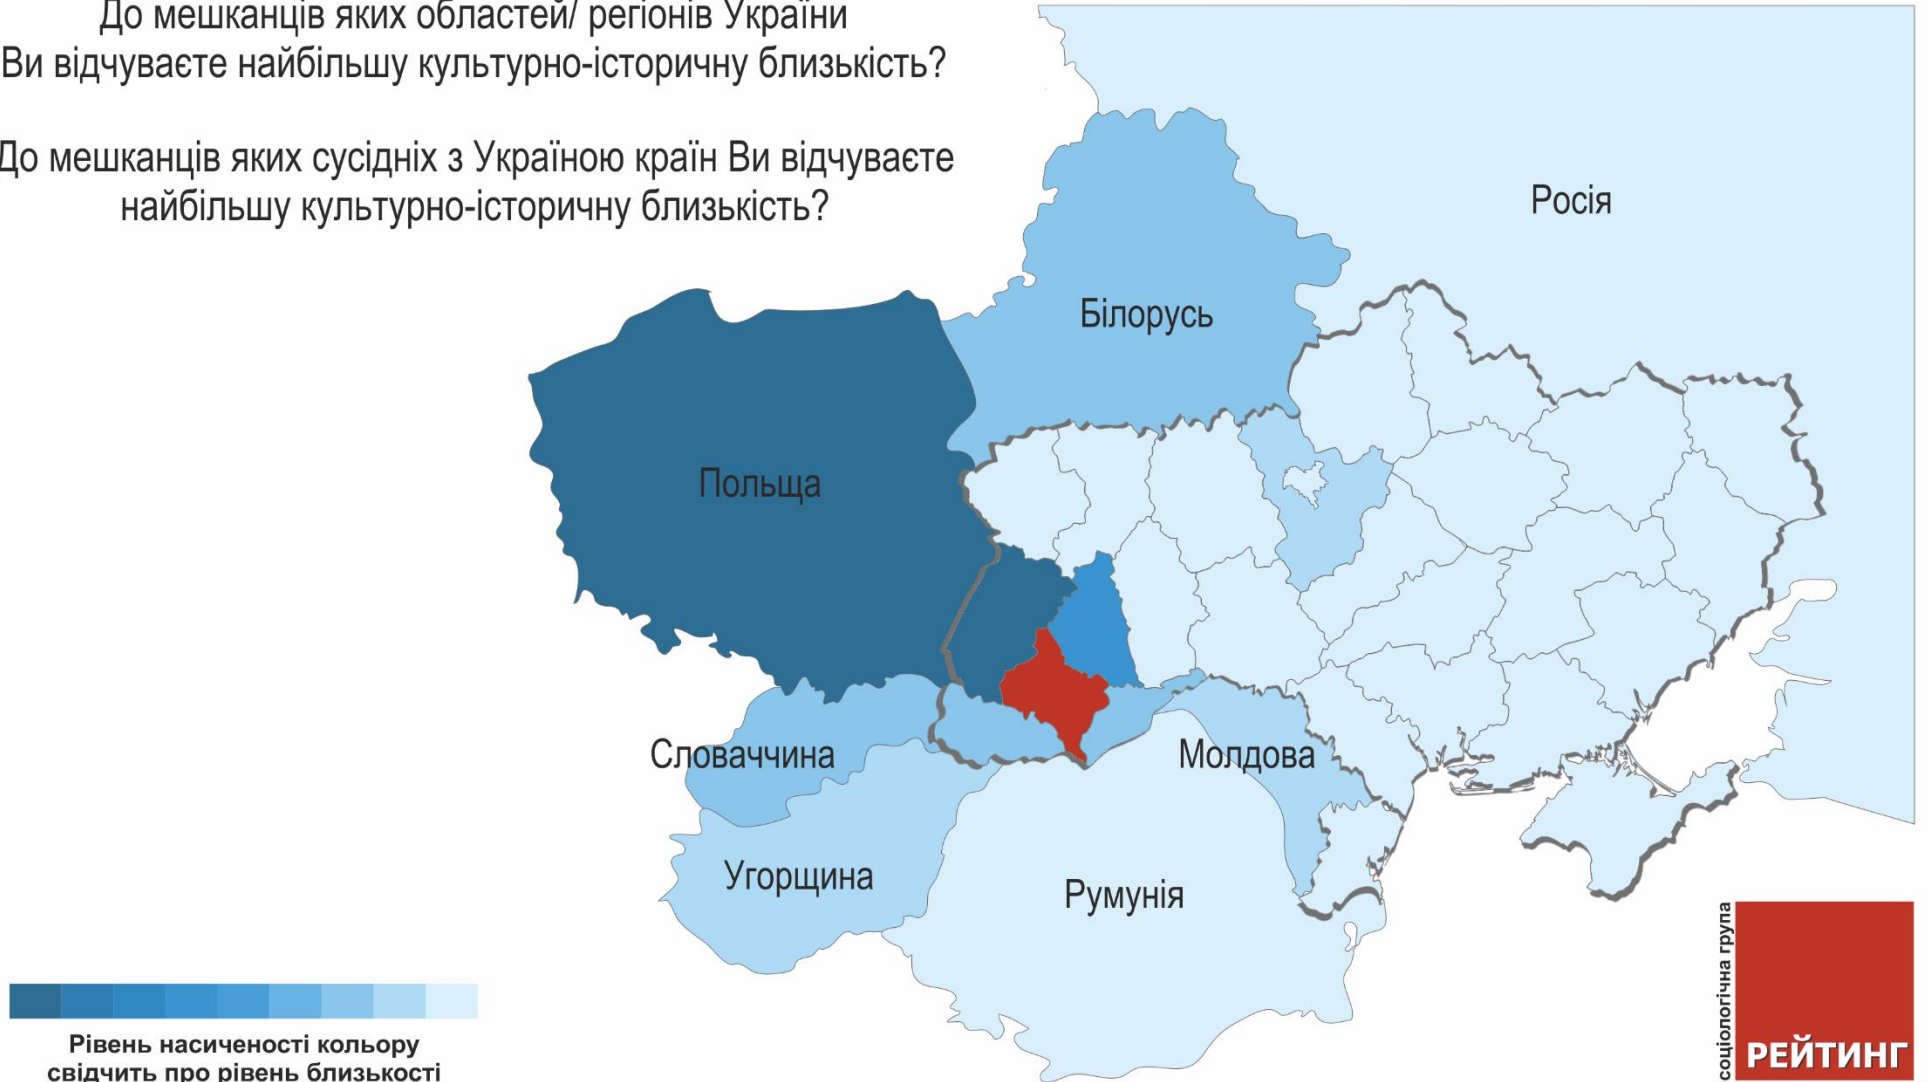 До мешканців яких областей/ регіонів України
Ви відчуваєте найбільшу культурно-історичну близькість?
До мешканців яких сусідніх з Україною країн Ви відчуваєте
найбільшу культурно-історичну близькість?
Росія
Білорусь
Польща
Словаччина
Молдова
Угорщина
Румунія
Рівень насиченості кольору
свідчить про рівень близькості
соціологічна група
РЕЙТИНГ